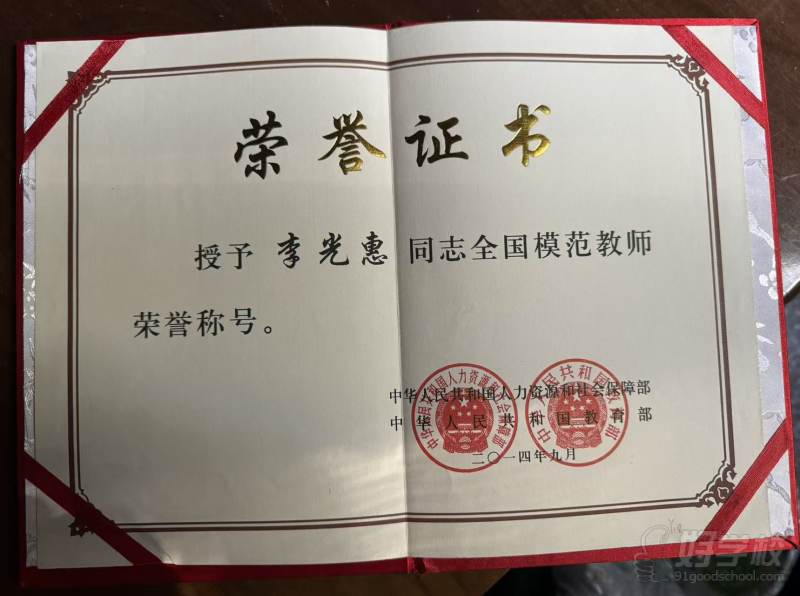 荣誉证书
授予 李光惠 同志全国模范教师
荣誉称号。
中华人民共和国人力资源和社会保障部
中华人民共和国教育部
二〇一四年九月
好学校
91goodschool.com